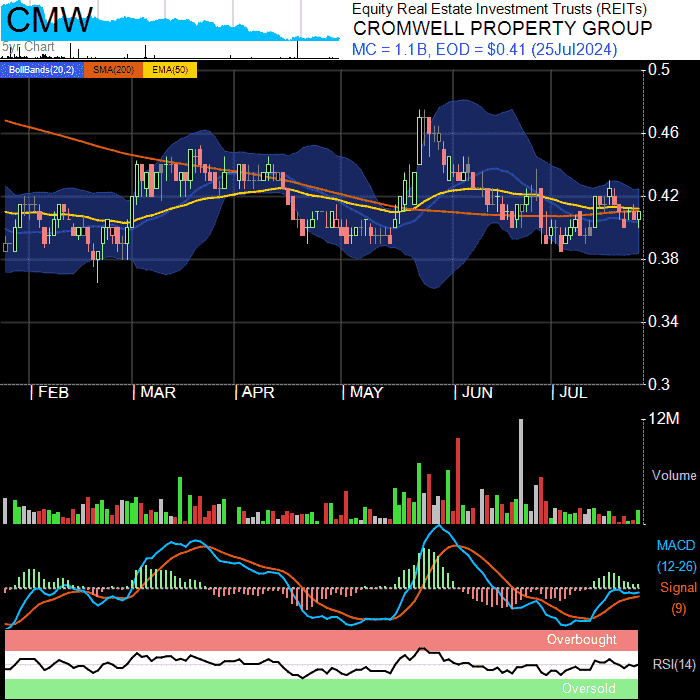 CMW
5yr Chart
Equity Real Estate Investment Trusts (REITs)
CROMWELL PROPERTY GROUP
MC = 1.1B, EOD = $0.41 (25Jul2024)
BollBands(20,2) SMA(200) EMA(50)
0.5
0.46
0.42
0.38
0.34
0.3
| FEB | MAR | APR | MAY | JUN | JUL
12M
Volume
MACD
(12-26)
Signal
(9)
Overbought
RSI(14)
Oversold